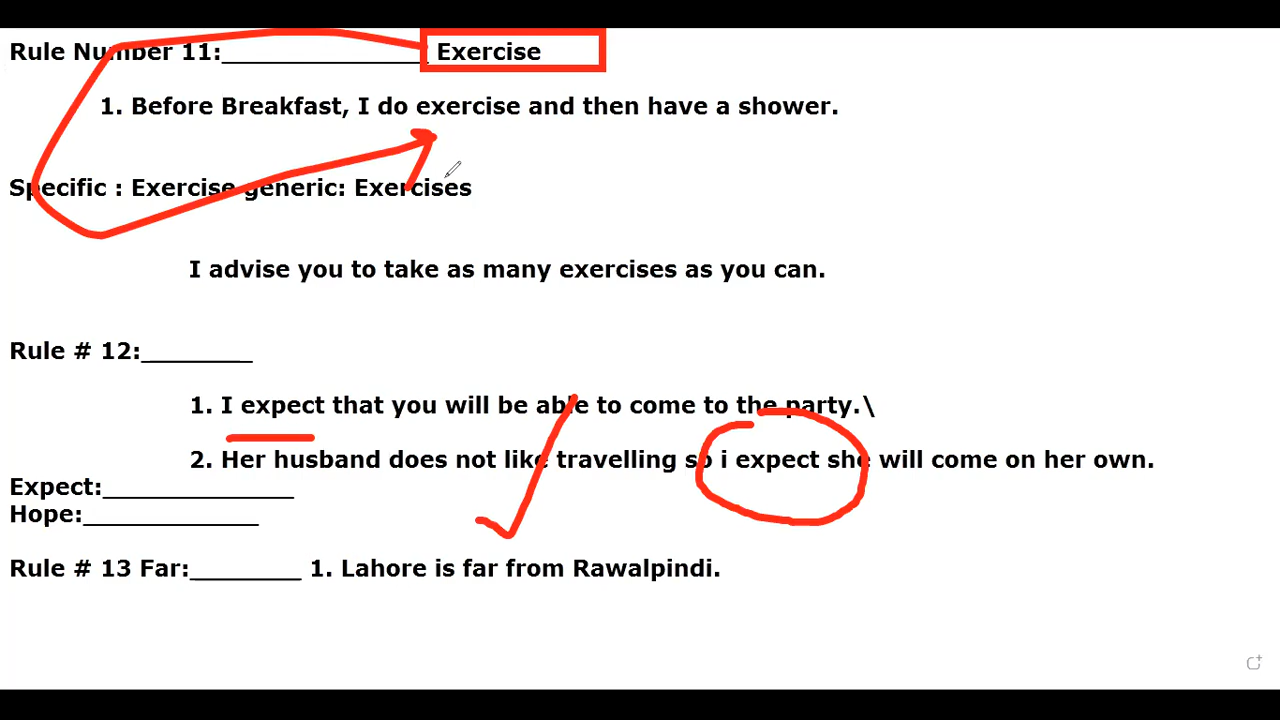 Rule Number 11:_______________ Exercise
1. Before Breakfast, I do exercise and then have a shower.
Specific : Exercise generic: Exercises
I advise you to take as many exercises as you can.
Rule # 12:________
1. I expect that you will be able to come to the party.\
2. Her husband does not like travelling so i expect she will come on her own.
Expect:______________
Hope:_____________
Rule # 13 Far:________ 1. Lahore is far from Rawalpindi.